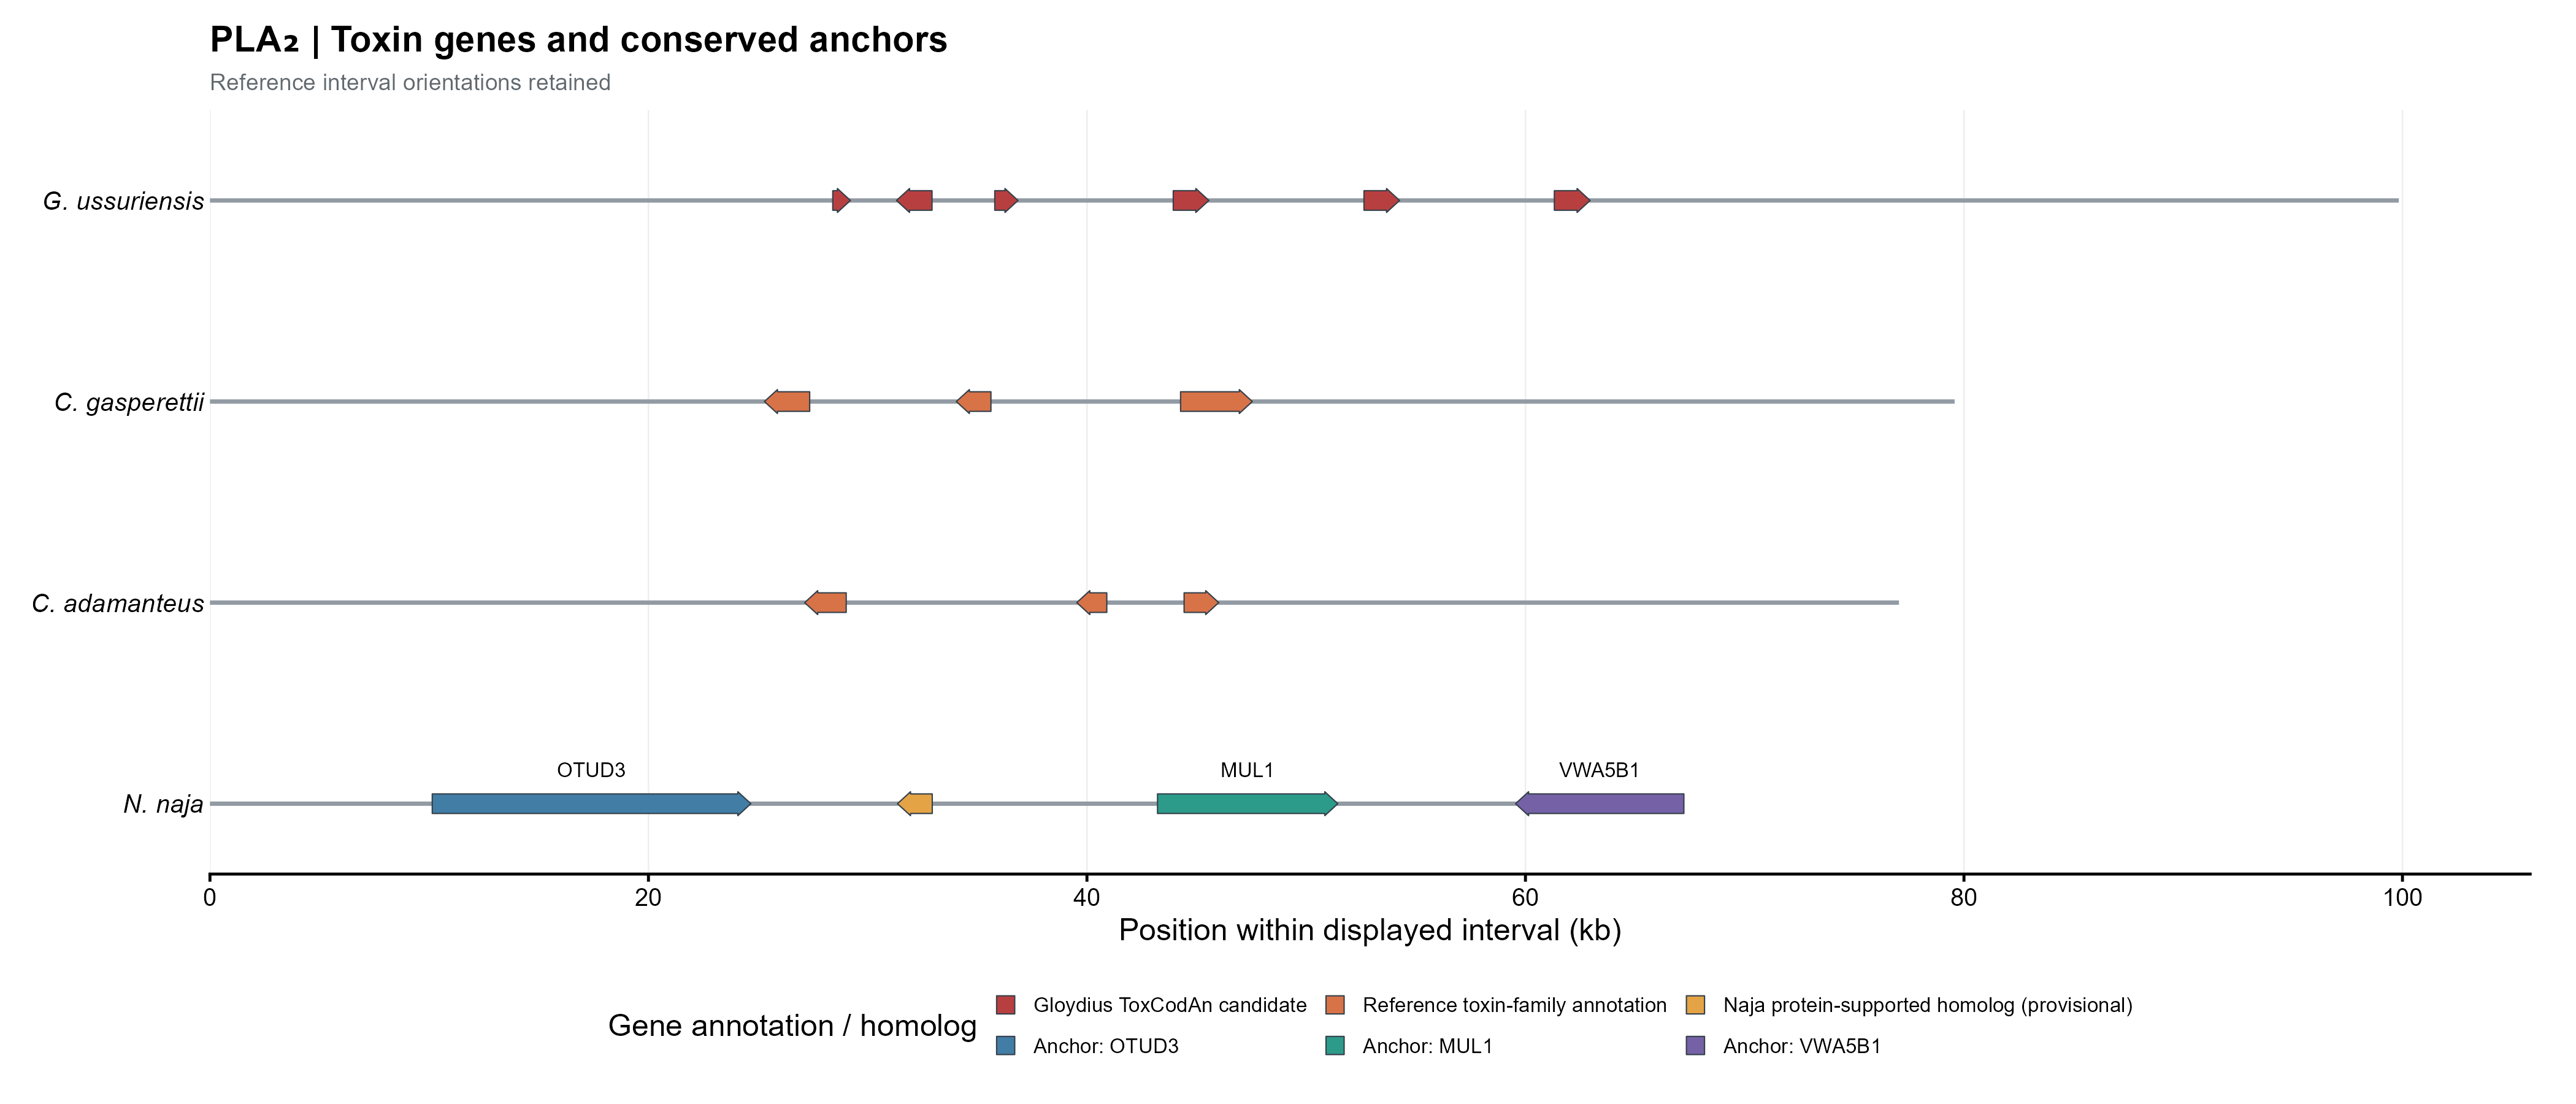 PLA₂ | Toxin genes and conserved anchors
Reference interval orientations retained
G. ussuriensis
C. gasperettii
C. adamanteus
OTUD3 MUL1 VWA5B1
N. naja
0 20 40 60 80 100
Position within displayed interval (kb)
Gene annotation / homolog
Gloydius ToxCodAn candidate Reference toxin-family annotation Naja protein-supported homolog (provisional)
Anchor: OTUD3 Anchor: MUL1 Anchor: VWA5B1